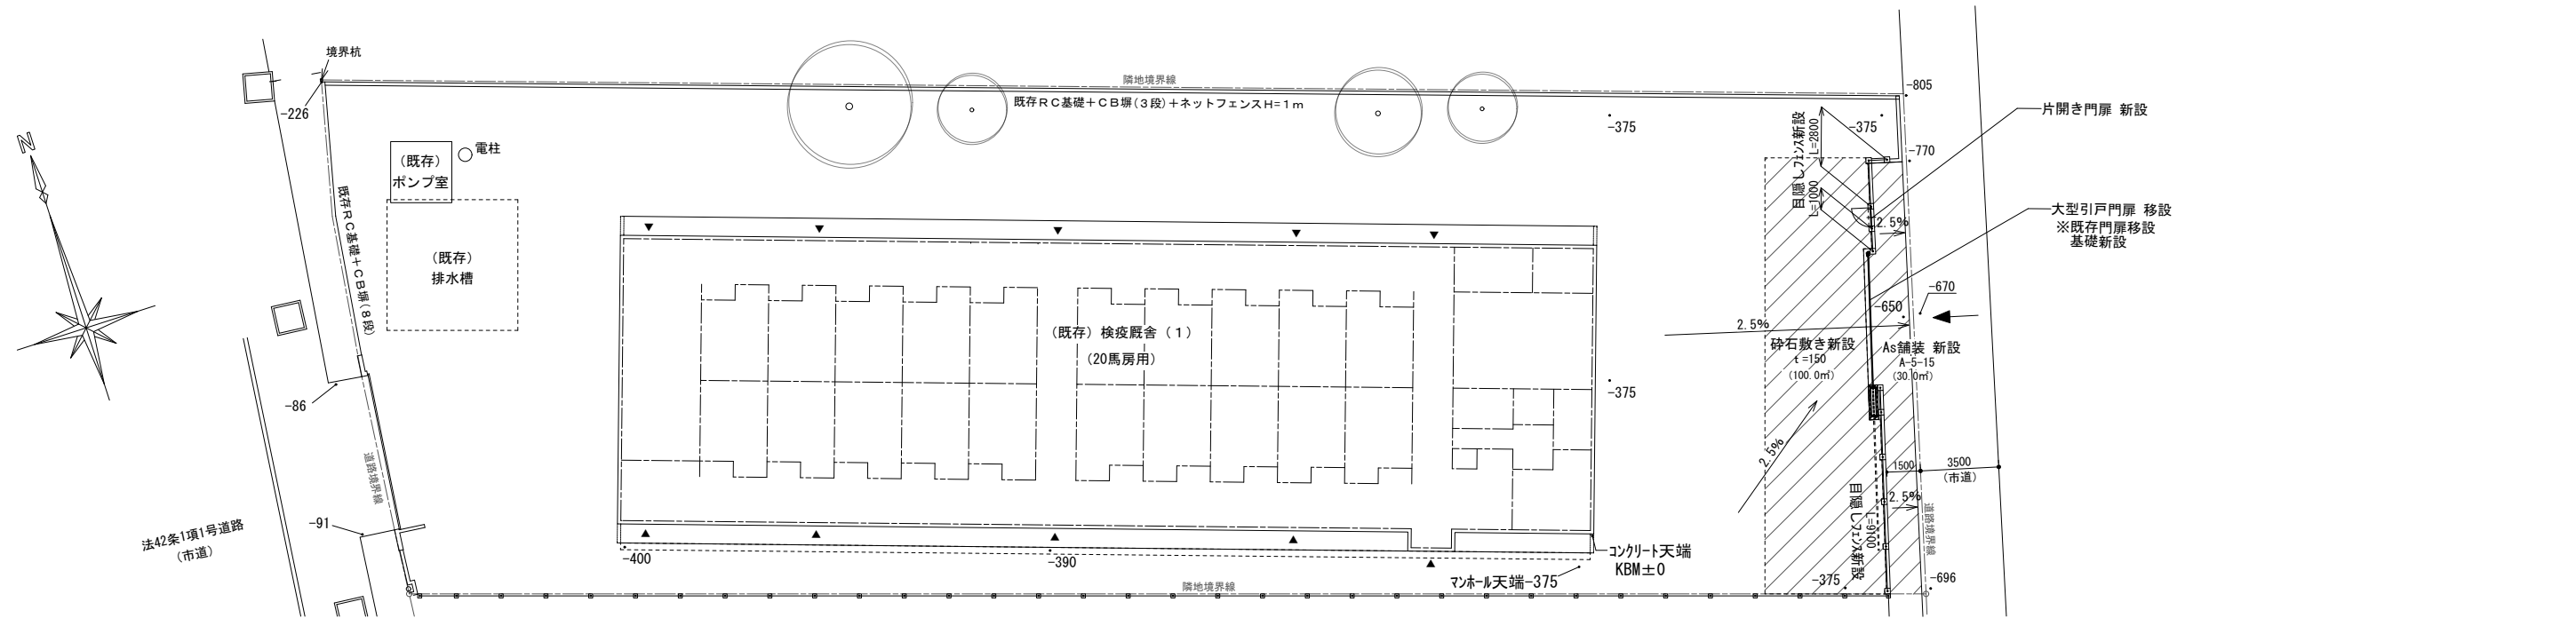 境界杭
-226
N
隣地境界線
既存ＲＣ基礎＋ＣＢ塀(３段)＋ネットフェンスH=１ｍ
-805
-375
-375
片開き門扉 新設
目隠しフェンス新設
L=2800
L=1000
-770
（既存）
ポンプ室
電柱
既存ＲＣ基礎＋ＣＢ塀(８段)
（既存）
排水槽
大型引戸門扉 移設
※既存門扉移設
基礎新設
2.5%
-670
-650
2.5%
（既存）検疫厩舎（１）
（20馬房用）
砕石敷き新設
t=150
(100.0㎡)
As舗装 新設
A-5-15
(30.0㎡)
-375
-86
2.5%
1500
3500
（市道）
道路境界線
-91
法42条1項1号道路
（市道）
目隠しフェンス新設
L=9100
2.5%
道路境界線
-400
-390
コンクリート天端
KBM±0
マンホール天端-375
-375
-696
隣地境界線